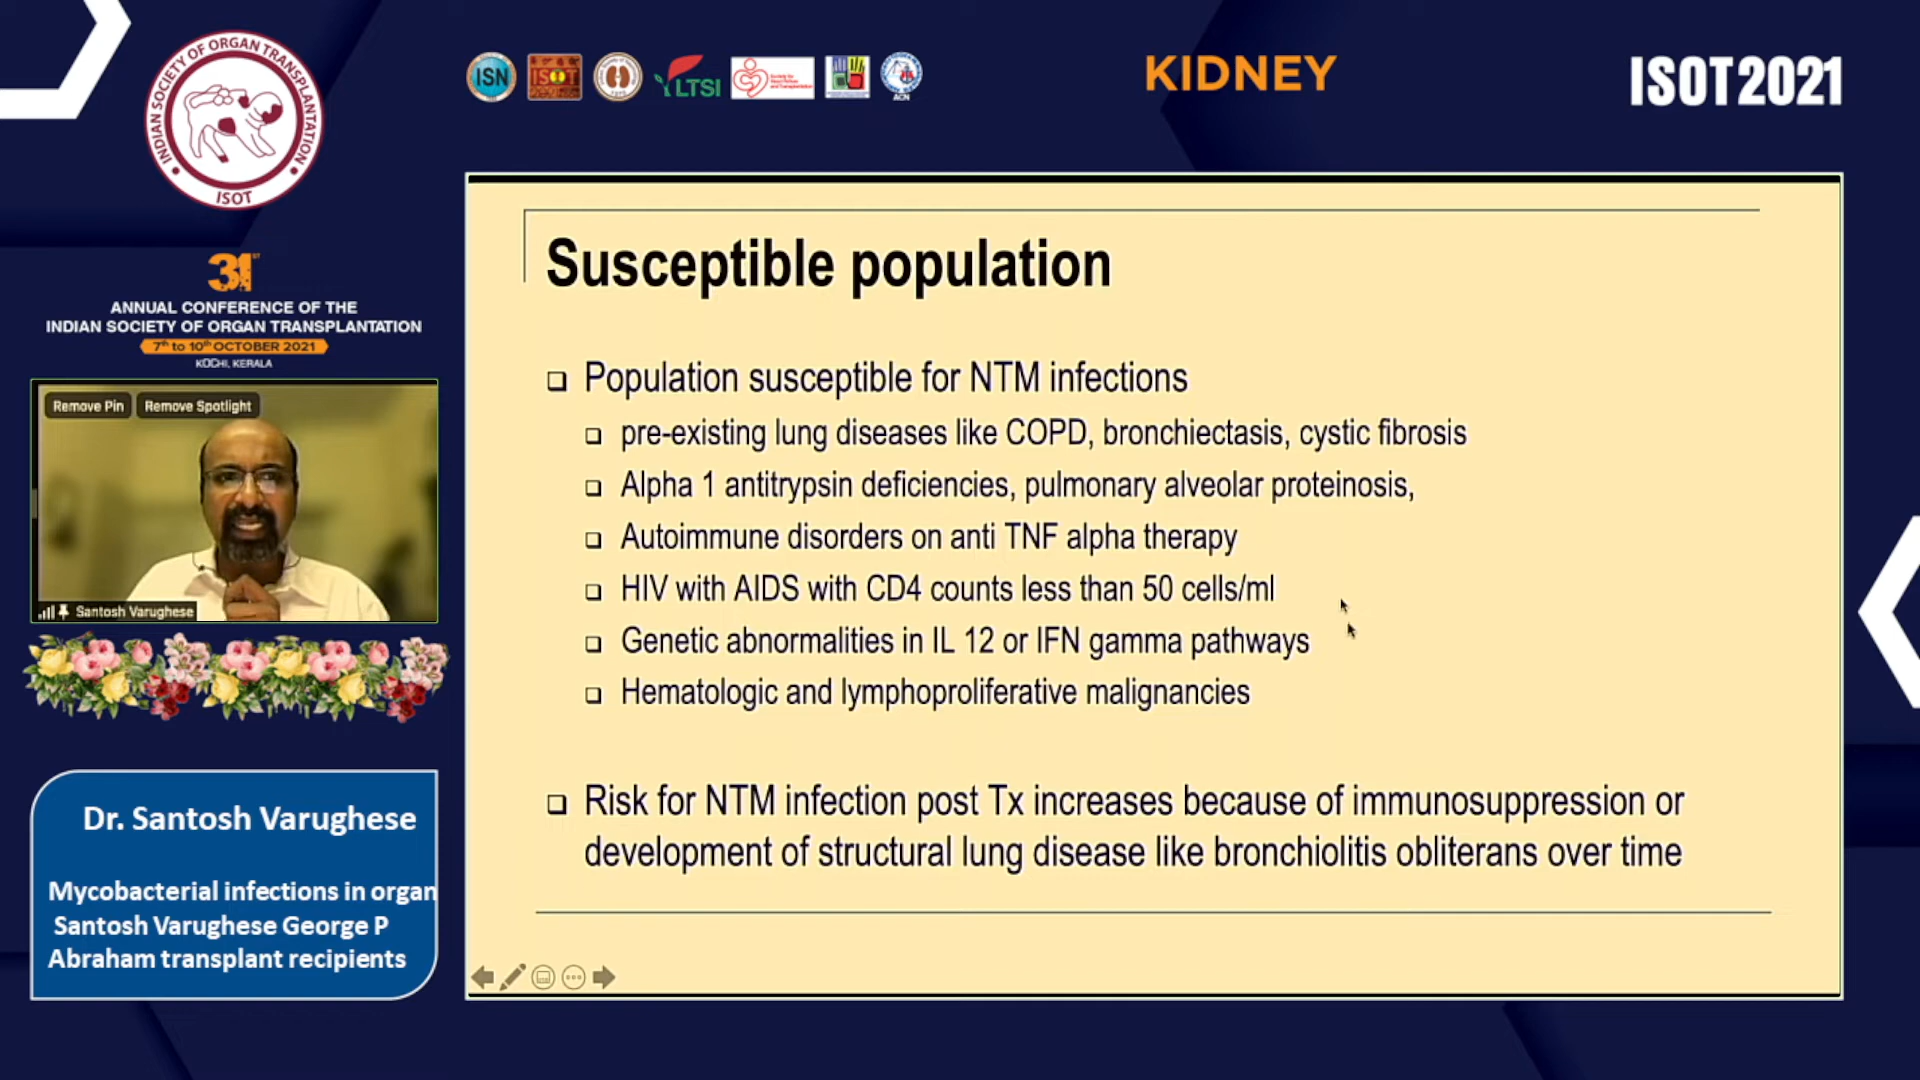 INDIAN SOCIETY OF ORGAN TRANSPLANTATION
ISOT
ISN
ISOT
LTSI
ACN
KIDNEY
ISOT2021
31ST
ANNUAL CONFERENCE OF THE
INDIAN SOCIETY OF ORGAN TRANSPLANTATION
7th to 10th OCTOBER 2021
KOCHI, KERALA
Remove Pin Remove Spotlight
Santosh Varughese
Dr. Santosh Varughese
Mycobacterial infections in organ
Santosh Varughese George P
Abraham transplant recipients
Susceptible population
Population susceptible for NTM infections
pre-existing lung diseases like COPD, bronchiectasis, cystic fibrosis
Alpha 1 antitrypsin deficiencies, pulmonary alveolar proteinosis,
Autoimmune disorders on anti TNF alpha therapy
HIV with AIDS with CD4 counts less than 50 cells/ml
Genetic abnormalities in IL 12 or IFN gamma pathways
Hematologic and lymphoproliferative malignancies
Risk for NTM infection post Tx increases because of immunosuppression or
development of structural lung disease like bronchiolitis obliterans over time